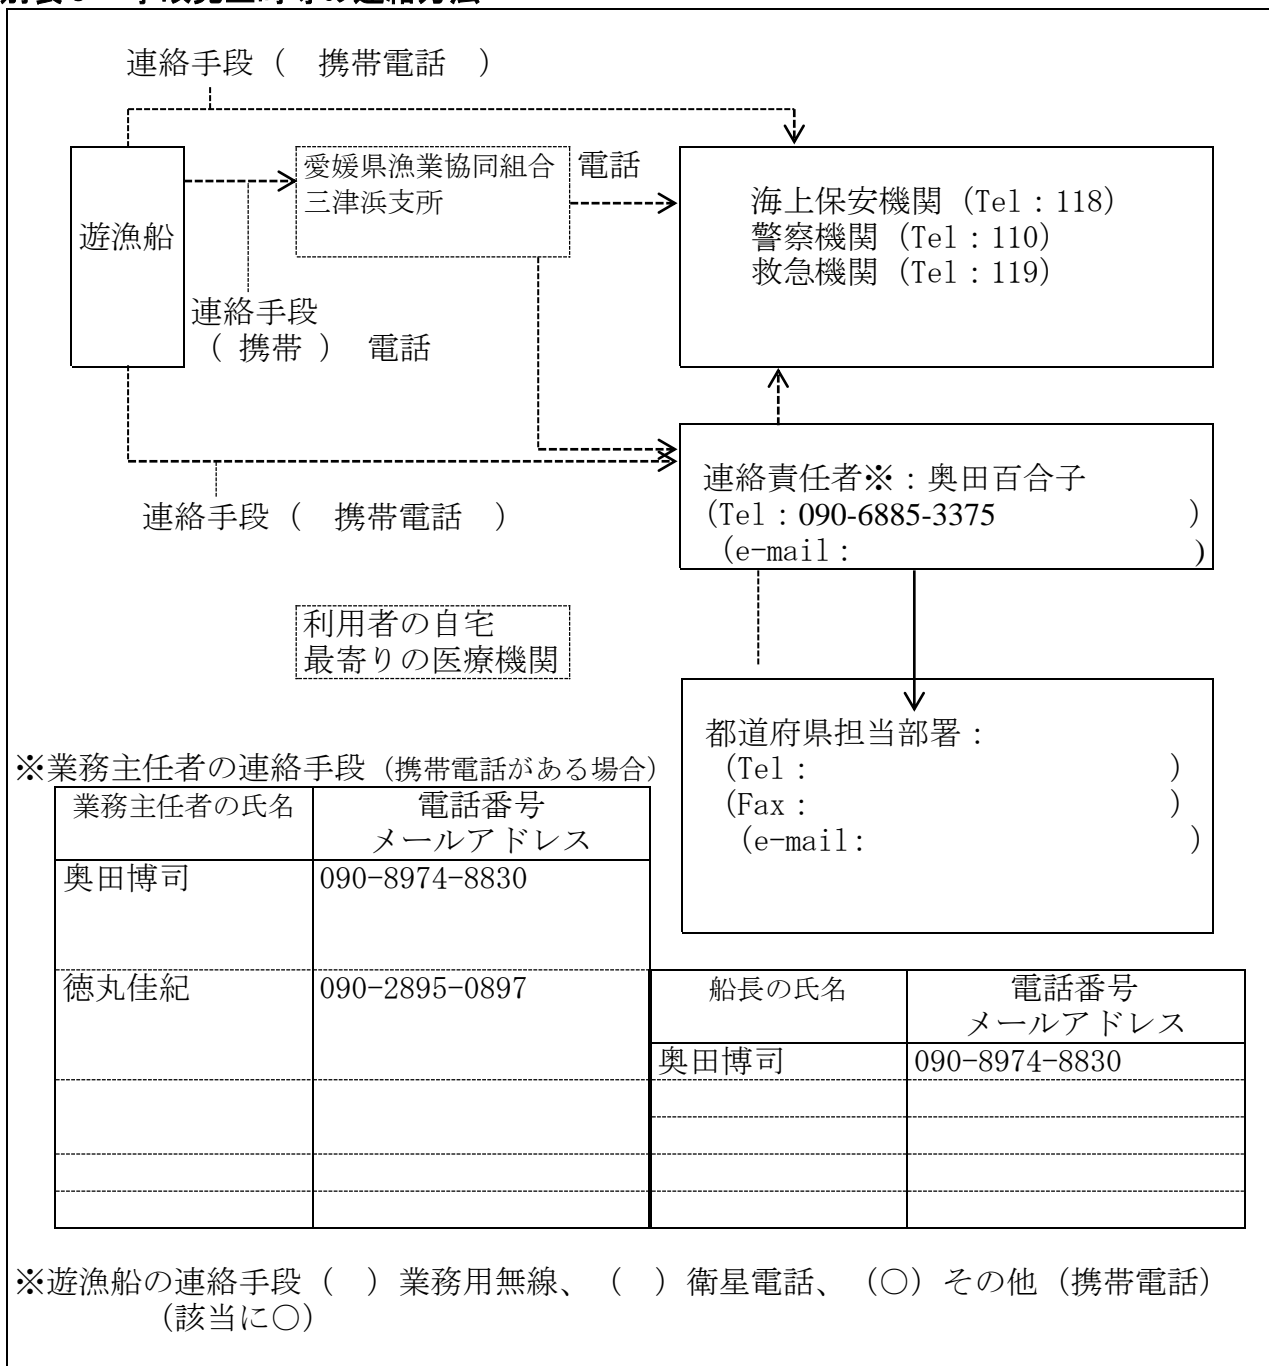 連絡手段（　携帯電話　）
愛媛県漁業協同組合
三津浜支所
電話
遊漁船
海上保安機関（Tel：118）
警察機関（Tel：110）
救急機関（Tel：119）
連絡手段
（ 携帯 ）　電話
連絡責任者※：奥田百合子
（Tel：090-6885-3375　　　　　　）
（e-mail：　　　　　　　　　　　）
連絡手段（　携帯電話　）
利用者の自宅
最寄りの医療機関
都道府県担当部署：
（Tel：　　　　　　　　　　　）
（Fax：　　　　　　　　　　　）
（e-mail：　　　　　　　　　　）
※業務主任者の連絡手段（携帯電話がある場合）
業務主任者の氏名　電話番号
メールアドレス
奥田博司　090-8974-8830
徳丸佳紀　090-2895-0897
船長の氏名　電話番号
メールアドレス
奥田博司　090-8974-8830
※遊漁船の連絡手段（　）業務用無線、（　）衛星電話、（○）その他（携帯電話）
（該当に○）